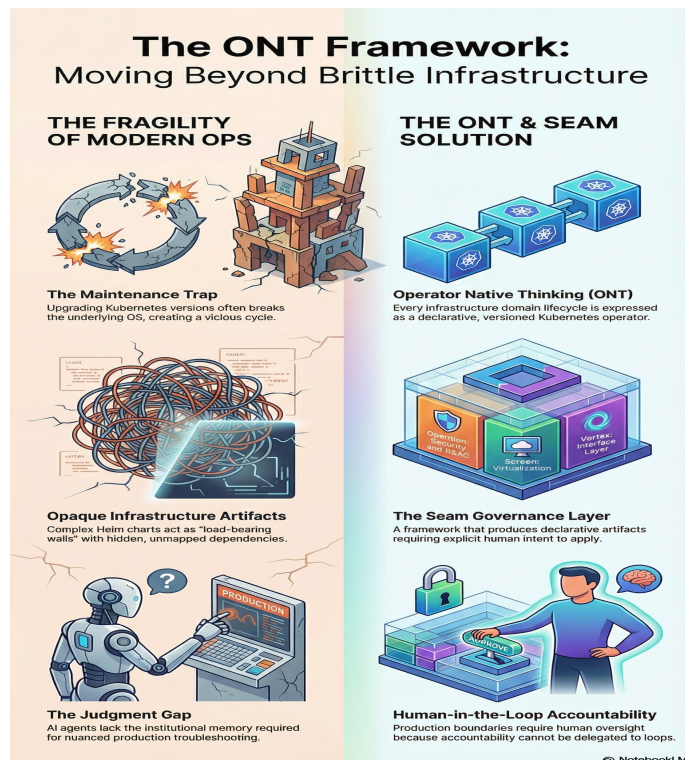 The ONT Framework:
Moving Beyond Brittle Infrastructure
THE FRAGILITY
OF MODERN OPS
The Maintenance Trap
Upgrading Kubernetes versions often breaks
the underlying OS, creating a vicious cycle.
Opaque Infrastructure Artifacts
Complex Helm charts act as "load-bearing
walls" with hidden, unmapped dependencies.
?
PRODUCTION
The Judgment Gap
AI agents lack the institutional memory required
for nuanced production troubleshooting.
THE ONT & SEAM
SOLUTION
Operator Native Thinking (ONT)
Every infrastructure domain lifecycle is expressed
as a declarative, versioned Kubernetes operator.
Security
Screen:
Virtualization
Vortex:
Interface
Layer
The Seam Governance Layer
A framework that produces declarative artifacts
requiring explicit human intent to apply.
Human-in-the-Loop Accountability
Production boundaries require human oversight
because accountability cannot be delegated to loops.